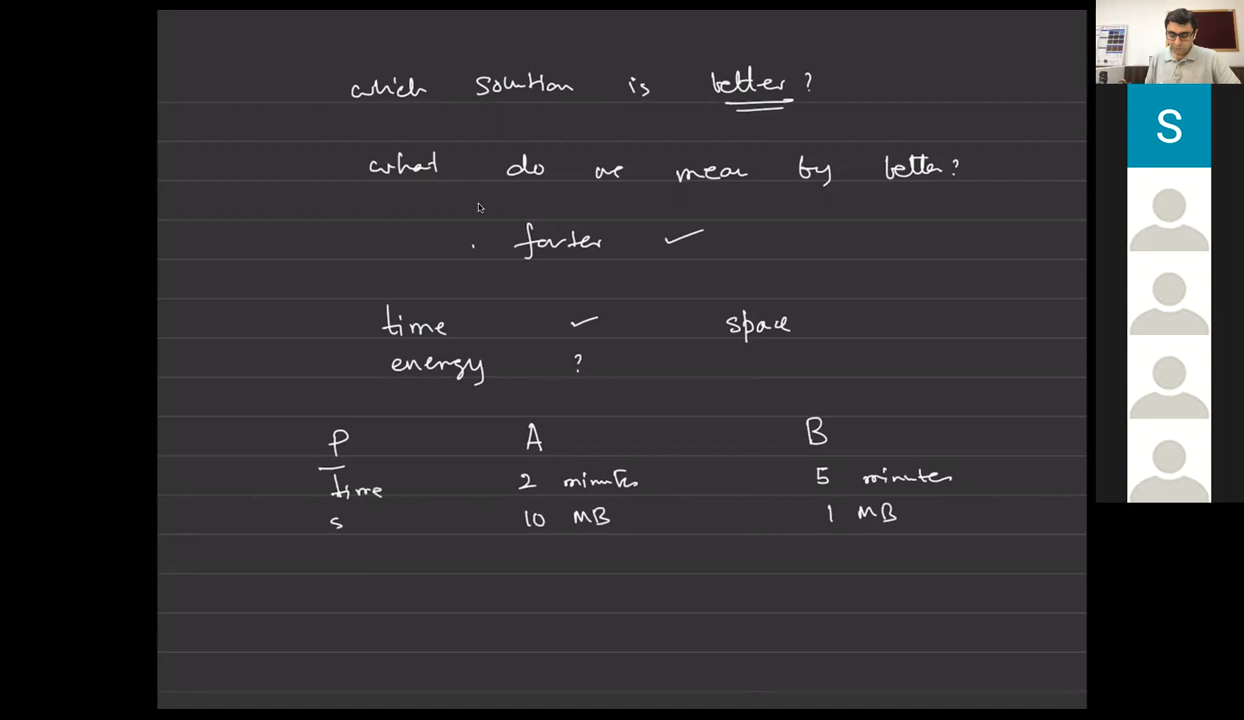 which solution is better?
what do we mean by better?
. faster ✓
time ✓ space
energy ?
P A B
time 2 minutes 5 minutes
s 10 MB 1 MB
S